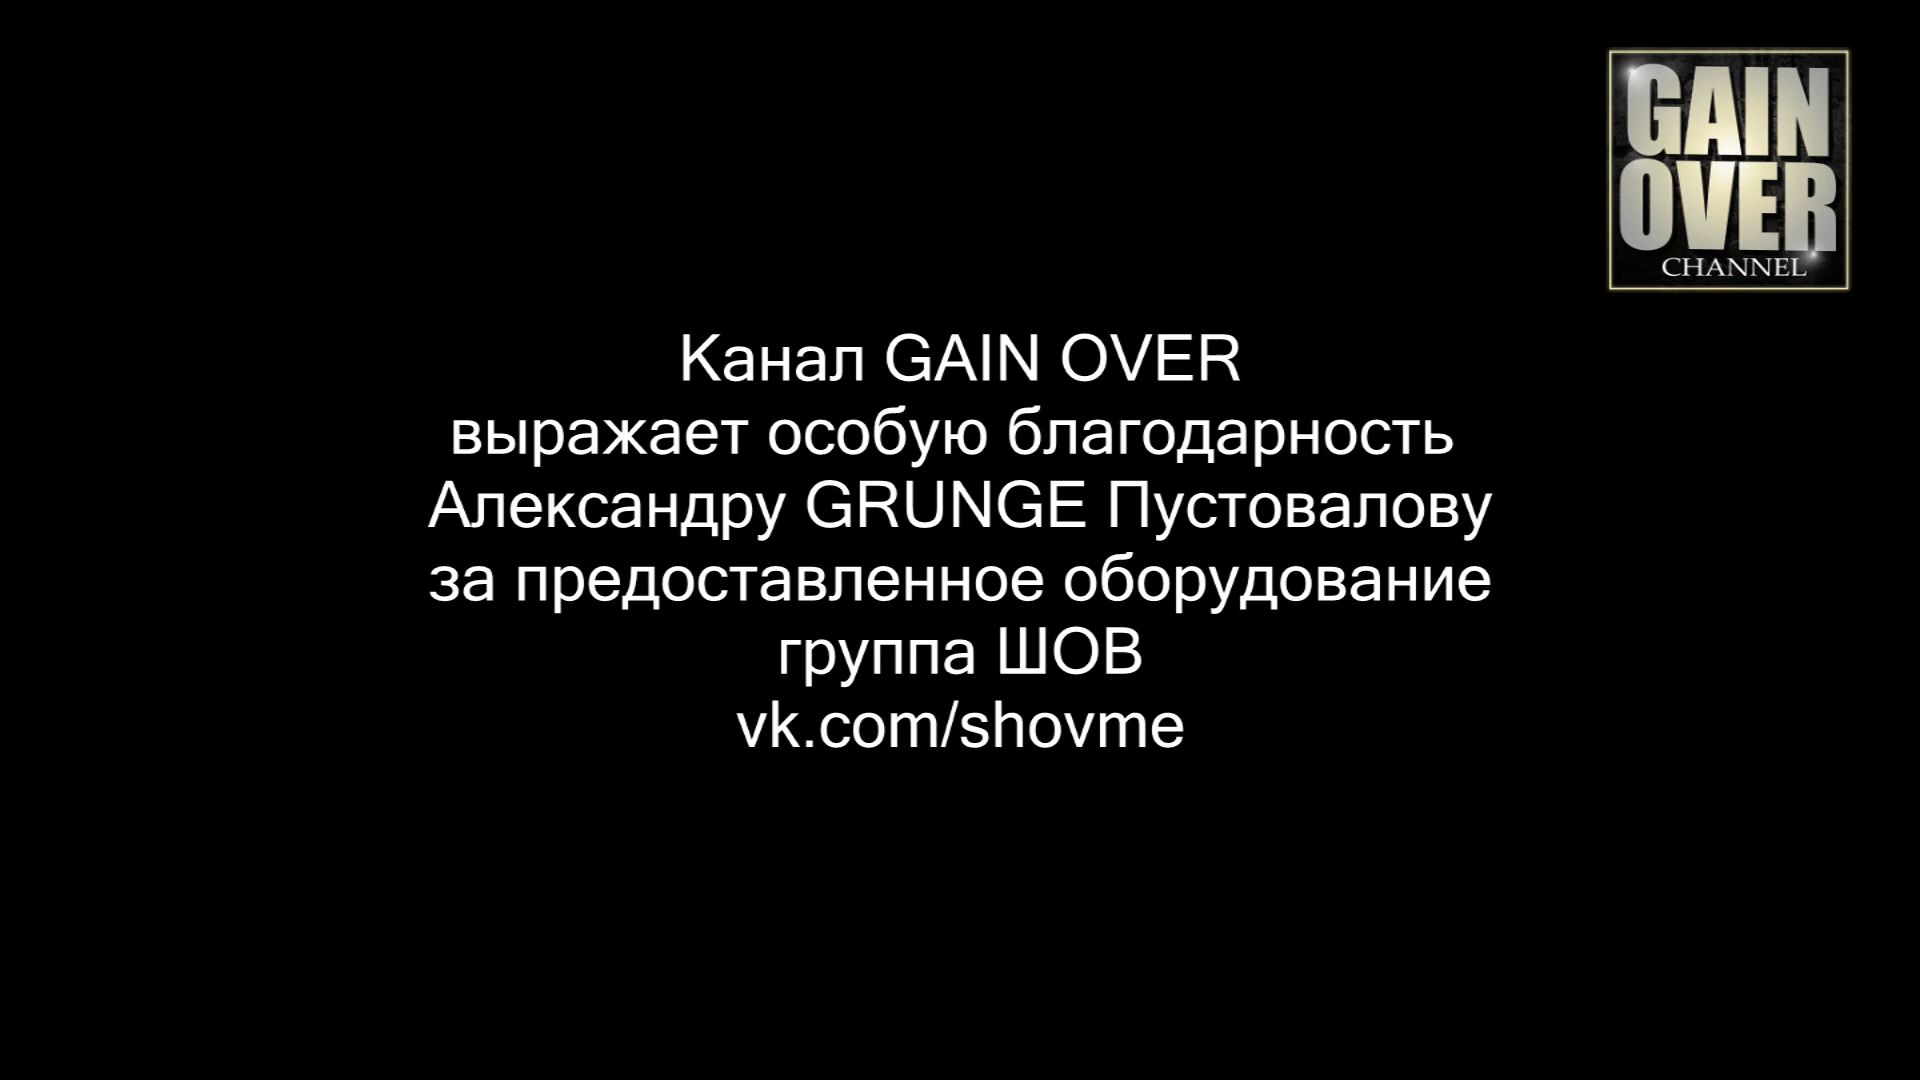 GAIN
OVER
CHANNEL
Канал GAIN OVER
выражает особую благодарность
Александру GRUNGE Пустовалову
за предоставленное оборудование
группа ШОВ
vk.com/shovme